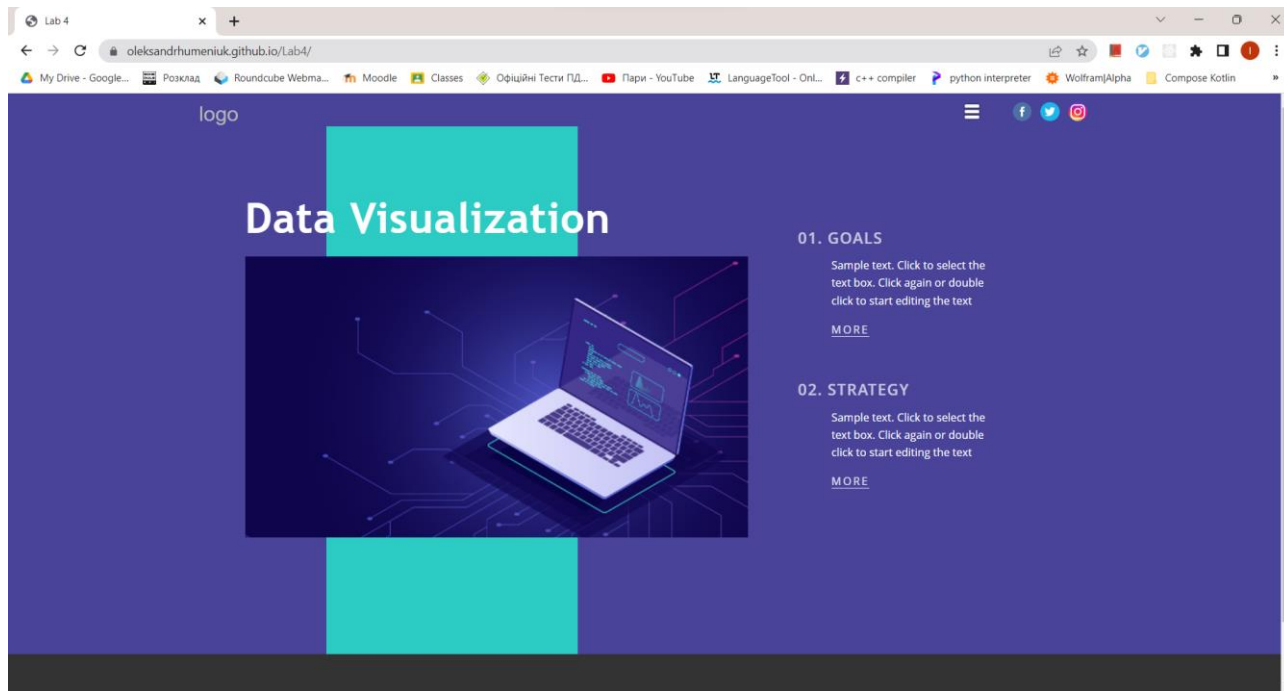 Lab 4
oleksandrhumeniuk.github.io/Lab4/
My Drive - Google... Розклад Roundcube Webma... Moodle Classes Офіційні Тести ПД... Пари - YouTube LanguageTool - Onl... c++ compiler python interpreter Wolfram|Alpha Compose Kotlin »
logo
Data Visualization
01. GOALS
Sample text. Click to select the
text box. Click again or double
click to start editing the text
MORE
02. STRATEGY
Sample text. Click to select the
text box. Click again or double
click to start editing the text
MORE